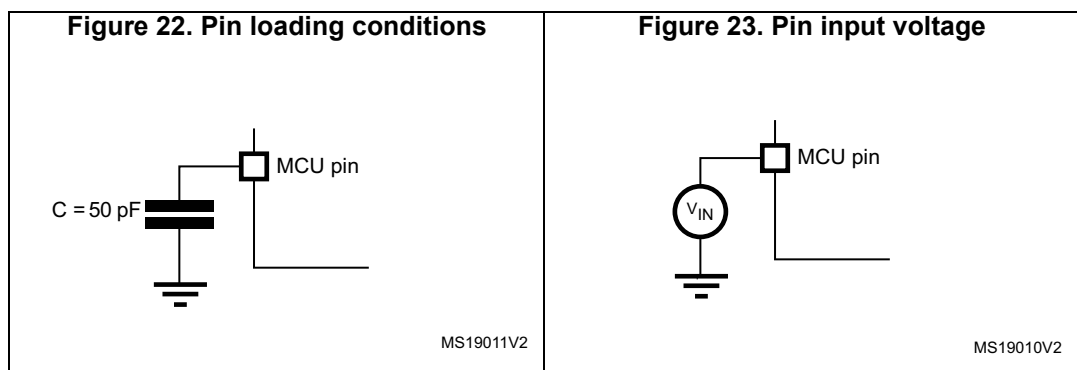 Figure 22. Pin loading conditions
MCU pin
C = 50 pF
MS19011V2
Figure 23. Pin input voltage
MCU pin
VIN
MS19010V2